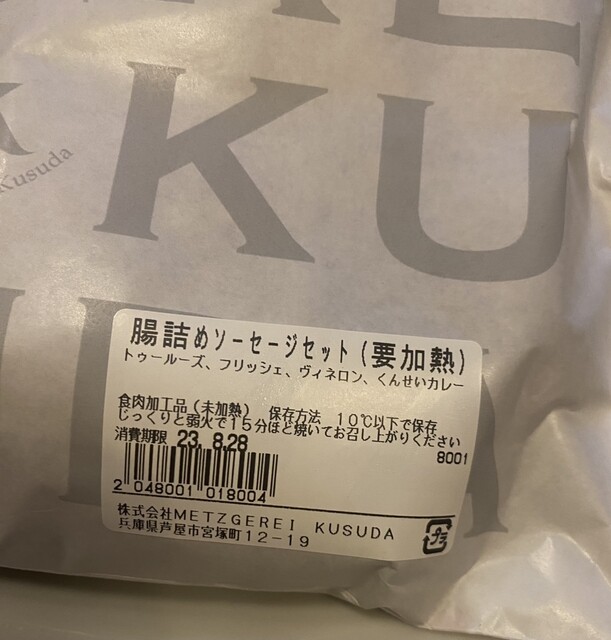 KU
Kusuda
腸詰めソーセージセット(要加熱)
トゥールーズ、フリッシェ、ヴィネロン、くんせいカレー
食肉加工品(未加熱) 保存方法 10℃以下で保存
じっくりと弱火で15分ほど焼いてお召し上がりください
消費期限 23. 8.28
8001
2 048001 018004
株式会社METZGEREI KUSUDA
兵庫県芦屋市宮塚町12-19
プラ